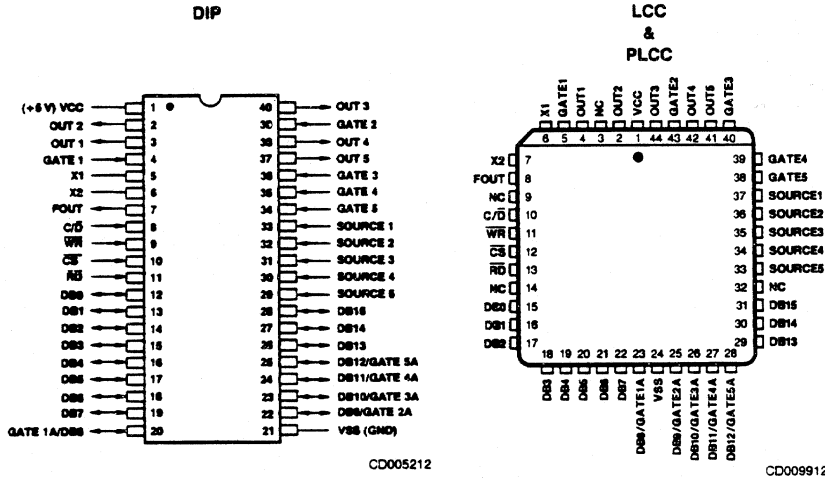 DIP
(+5 V) VCC 1 40 OUT 3
OUT 2 2 39 GATE 2
OUT 1 3 38 OUT 4
GATE 1 4 37 OUT 5
X1 5 36 GATE 3
X2 6 35 GATE 4
FOUT 7 34 GATE 5
C/D̅ 8 33 SOURCE 1
W̅R̅ 9 32 SOURCE 2
C̅S̅ 10 31 SOURCE 3
R̅D̅ 11 30 SOURCE 4
DB0 12 29 SOURCE 5
DB1 13 28 DB15
DB2 14 27 DB14
DB3 15 26 DB13
DB4 16 25 DB12/GATE 5A
DB5 17 24 DB11/GATE 4A
DB6 18 23 DB10/GATE 3A
DB7 19 22 DB9/GATE 2A
GATE 1A/DB8 20 21 VSS (GND)
CD005212
LCC
&
PLCC
X1 GATE1 OUT1 NC OUT2 VCC OUT3 GATE2 OUT4 OUT5 GATE3
6 5 4 3 2 1 44 43 42 41 40
X2 7 39 GATE4
FOUT 8 38 GATE5
NC 9 37 SOURCE1
C/D̅ 10 36 SOURCE2
W̅R̅ 11 35 SOURCE3
C̅S̅ 12 34 SOURCE4
R̅D̅ 13 33 SOURCE5
NC 14 32 NC
DB0 15 31 DB15
DB1 16 30 DB14
DB2 17 29 DB13
18 19 20 21 22 23 24 25 26 27 28
DB3 DB4 DB5 DB6 DB7 DB8/GATE1A VSS DB9/GATE2A DB10/GATE3A DB11/GATE4A DB12/GATE5A
CD009912